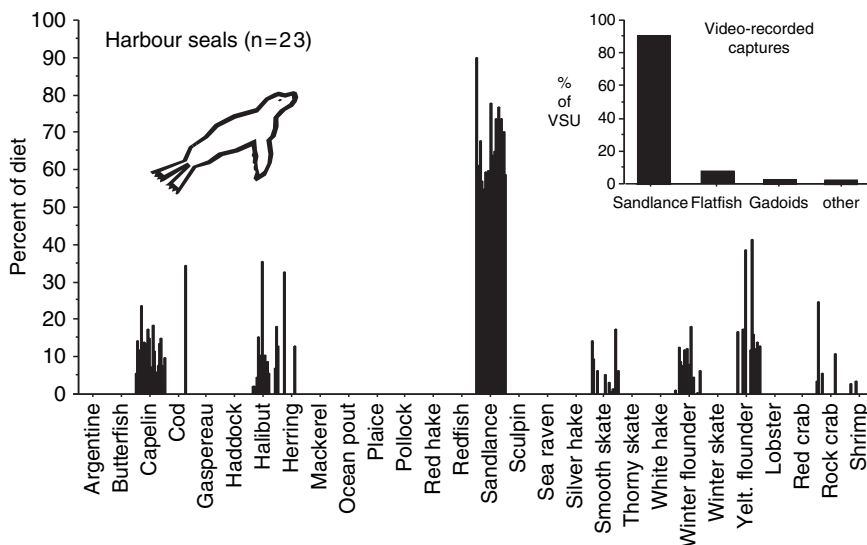 100
90
80
70
60
50
40
30
20
10
0
Percent of diet
Harbour seals (n=23)
100
80
60
40
20
0
%
of
VSU
Video-recorded
captures
Sandlance
Flatfish
Gadoids
other
Argentine
Butterfish
Capelin
Cod
Gaspereau
Haddock
Halibut
Herring
Mackerel
Ocean pout
Plaice
Pollock
Red hake
Redfish
Sandlance
Sculpin
Sea raven
Silver hake
Smooth skate
Thorny skate
White hake
Winter flounder
Winter skate
Yelt. flounder
Lobster
Red crab
Rock crab
Shrimp